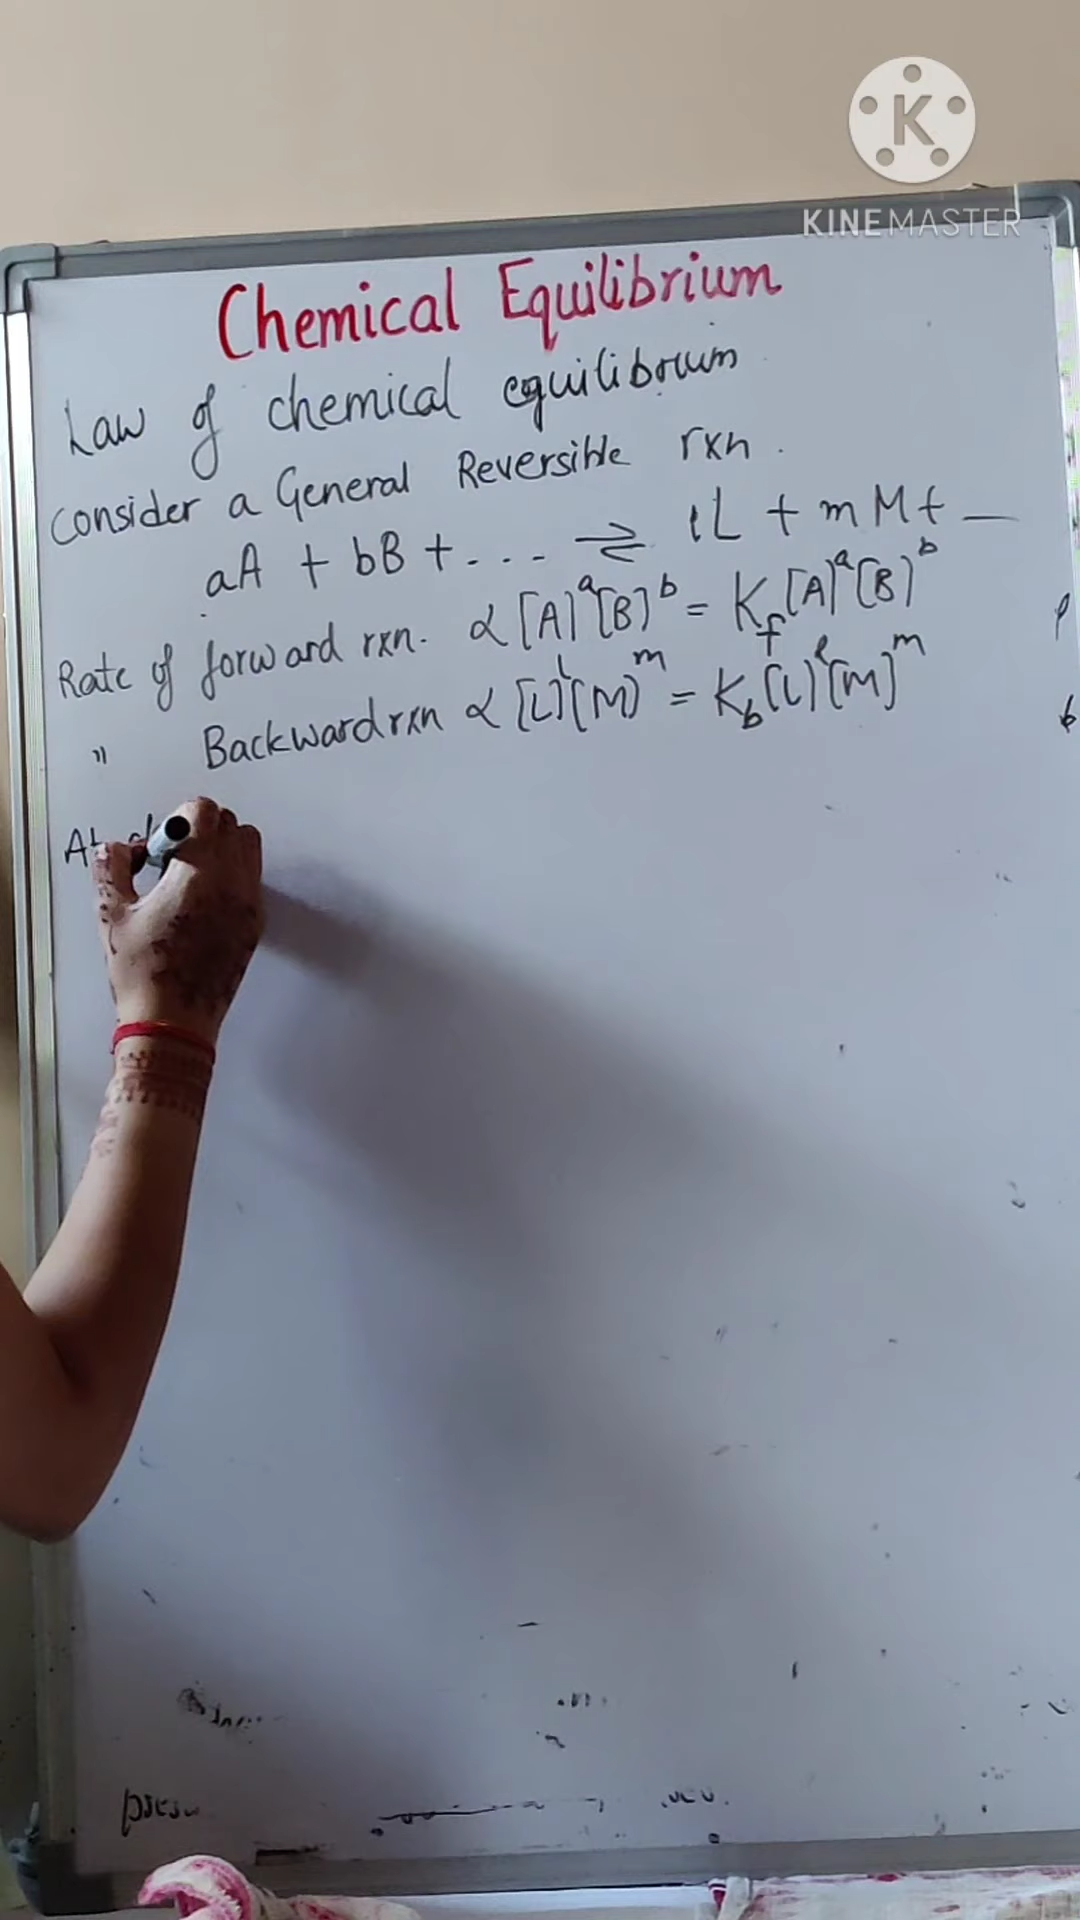 KINEMASTER
Chemical Equilibrium
Law of chemical equilibrium
Consider a General Reversible rxn.
aA + bB + .... ⇌ lL + mM + —
Rate of forward rxn. ∝ [A]^a [B]^b = K_f [A]^a [B]^b
" Backward rxn ∝ [L]^l [M]^m = K_b [L]^l [M]^m
At